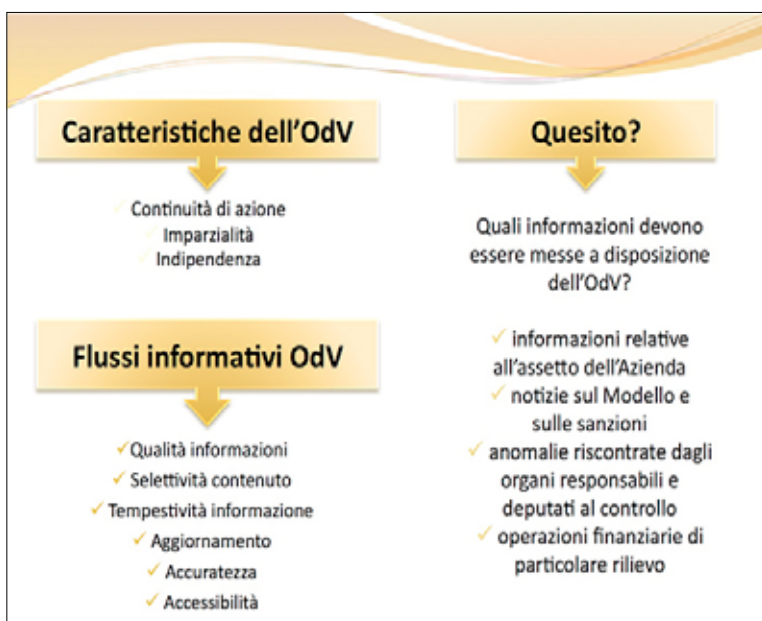 Caratteristiche dell'OdV
Continuità di azione
Imparzialità
Indipendenza
Flussi informativi OdV
Qualità informazioni
Selettività contenuto
Tempestività informazione
Aggiornamento
Accuratezza
Accessibilità
Quesito?
Quali informazioni devono
essere messe a disposizione
dell'OdV?
informazioni relative
all'assetto dell'Azienda
notizie sul Modello e
sulle sanzioni
anomalie riscontrate dagli
organi responsabili e
deputati al controllo
operazioni finanziarie di
particolare rilievo